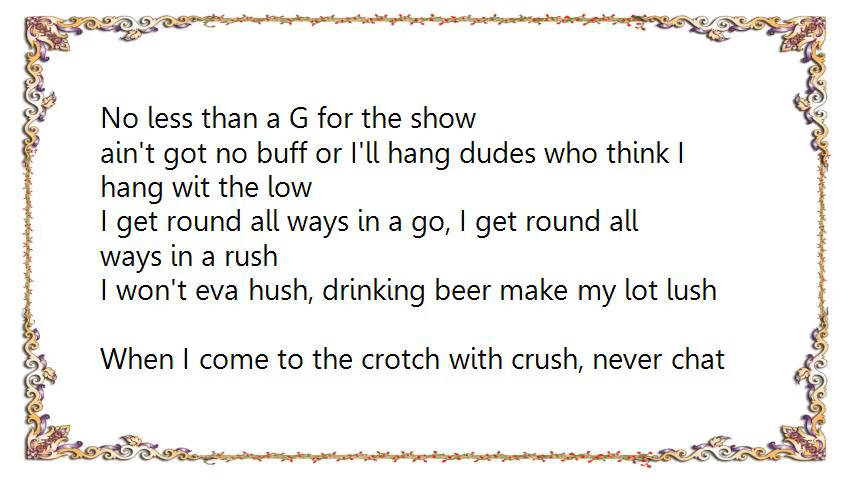 No less than a G for the show
ain't got no buff or I'll hang dudes who think I
hang wit the low
I get round all ways in a go, I get round all
ways in a rush
I won't eva hush, drinking beer make my lot lush
When I come to the crotch with crush, never chat